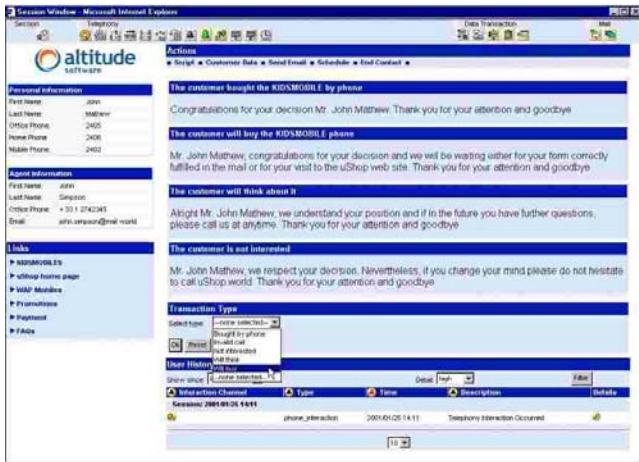 Session Window - Microsoft Internet Explorer
Section
Telephony
Data Transaction
Mail
altitude
software
Actions
Script Customer Data Send Email Schedule End Contact
Personal Information
First Name: John
Last Name: Mathew
Office Phone: 2405
Home Phone: 2406
Mobile Phone: 2402
Agent Information
First Name: John
Last Name: Simpson
Office Phone: + 33 1 2742345
Email: john.simpson@mail-world
Links
KIDSMOBILES
uShop home page
WAP Mobiles
Promotions
Payment
FAQs
The customer bought the KIDSMOBILE by phone
Congratulations for your decision Mr. John Mathew. Thank you for your attention and goodbye
The customer will buy the KIDSMOBILE phone
Mr. John Mathew, congratulations for your decision and we will be waiting either for your form correctly
fulfilled in the mail or for your visit to the uShop web site. Thank you for your attention and goodbye
The customer will think about it
Alright Mr. John Mathew, we understand your position and if in the future you have further questions,
please call us at anytime. Thank you for your attention and goodbye
The customer is not interested
Mr. John Mathew, we respect your decision. Nevertheless, if you change your mind please do not hesitate
to call uShop world. Thank you for your attention and goodbye
Transaction Type
Select type: --none selected--
Bought by phone
Invalid call
Not interested
Will think
Will buy
--none selected--
Ok Reset
User History
Show since:
Detail: high
Filter
Interaction Channel Type Time Description Details
Session: 2001/01/26 14:11
phone_interaction 2001/01/26 14:11 Telephony Interaction Occurred
10